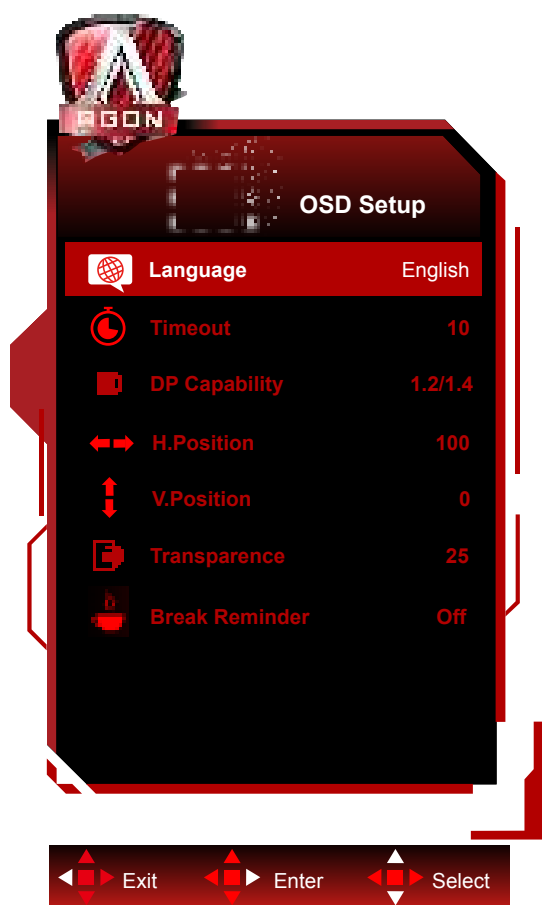 AGON
OSD Setup
Language English
Timeout 10
DP Capability 1.2/1.4
H.Position 100
V.Position 0
Transparence 25
Break Reminder Off
Exit Enter Select